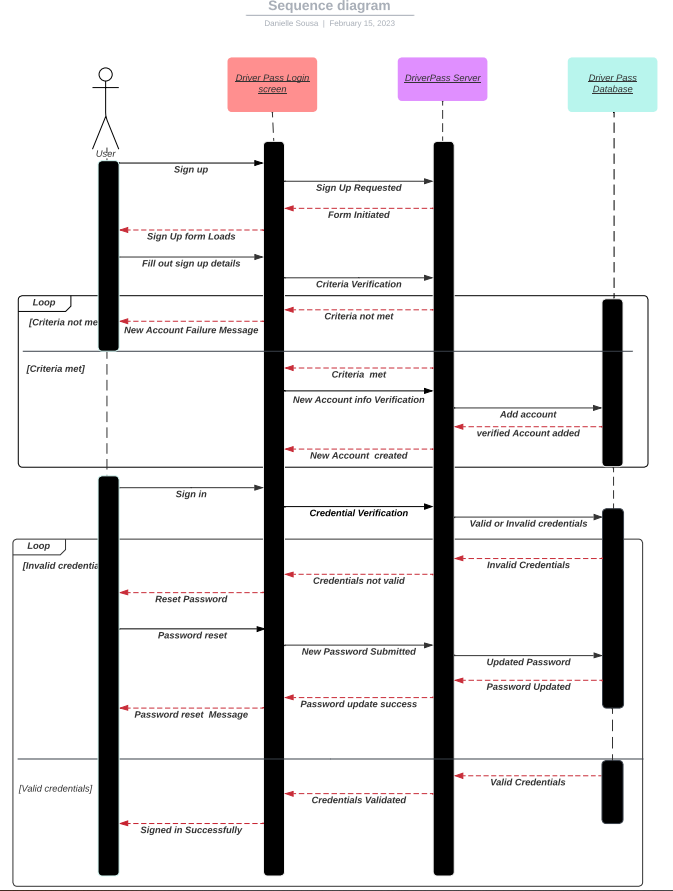 Sequence diagram
Danielle Sousa | February 15, 2023
Driver Pass Login
screen
DriverPass Server
Driver Pass
Database
User
Sign up
Sign Up Requested
Form Initiated
Sign Up form Loads
Fill out sign up details
Criteria Verification
Loop
Criteria not met
[Criteria not me
New Account Failure Message
[Criteria met]
Criteria met
New Account info Verification
Add account
verified Account added
New Account created
Sign in
Credential Verification
Valid or Invalid credentials
Loop
[Invalid credentia
Invalid Credentials
Credentials not valid
Reset Password
Password reset
New Password Submitted
Updated Password
Password Updated
Password update success
Password reset Message
Valid Credentials
[Valid credentials]
Credentials Validated
Signed in Successfully